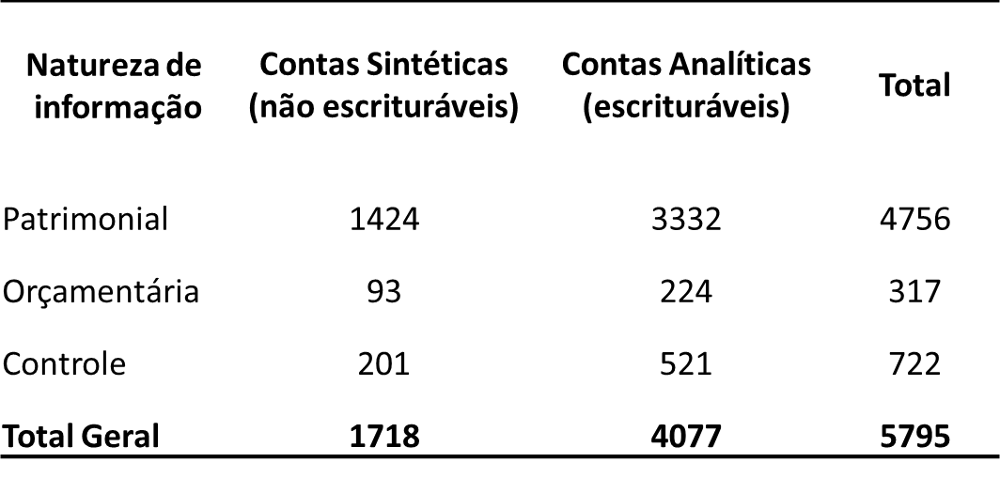 Natureza de informação Contas Sintéticas (não escrituráveis) Contas Analíticas (escrituráveis) Total
Patrimonial 1424 3332 4756
Orçamentária 93 224 317
Controle 201 521 722
Total Geral 1718 4077 5795